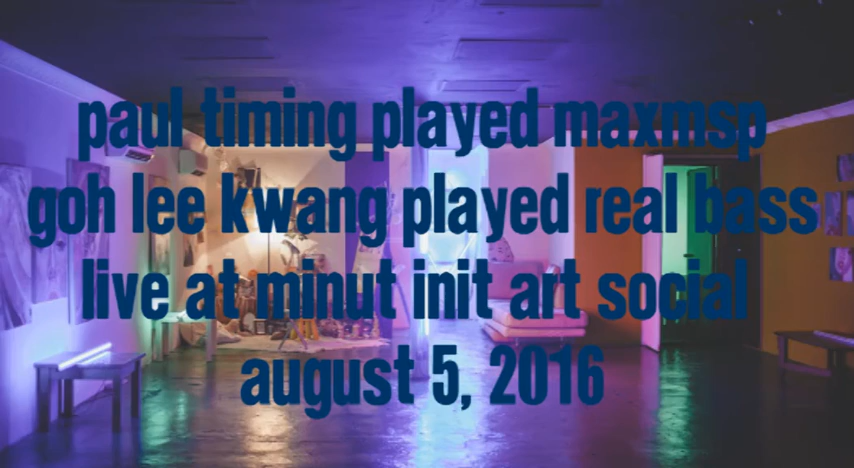 paul timing played maxmsp
goh lee kwang played real bass
live at minut init art social
august 5, 2016